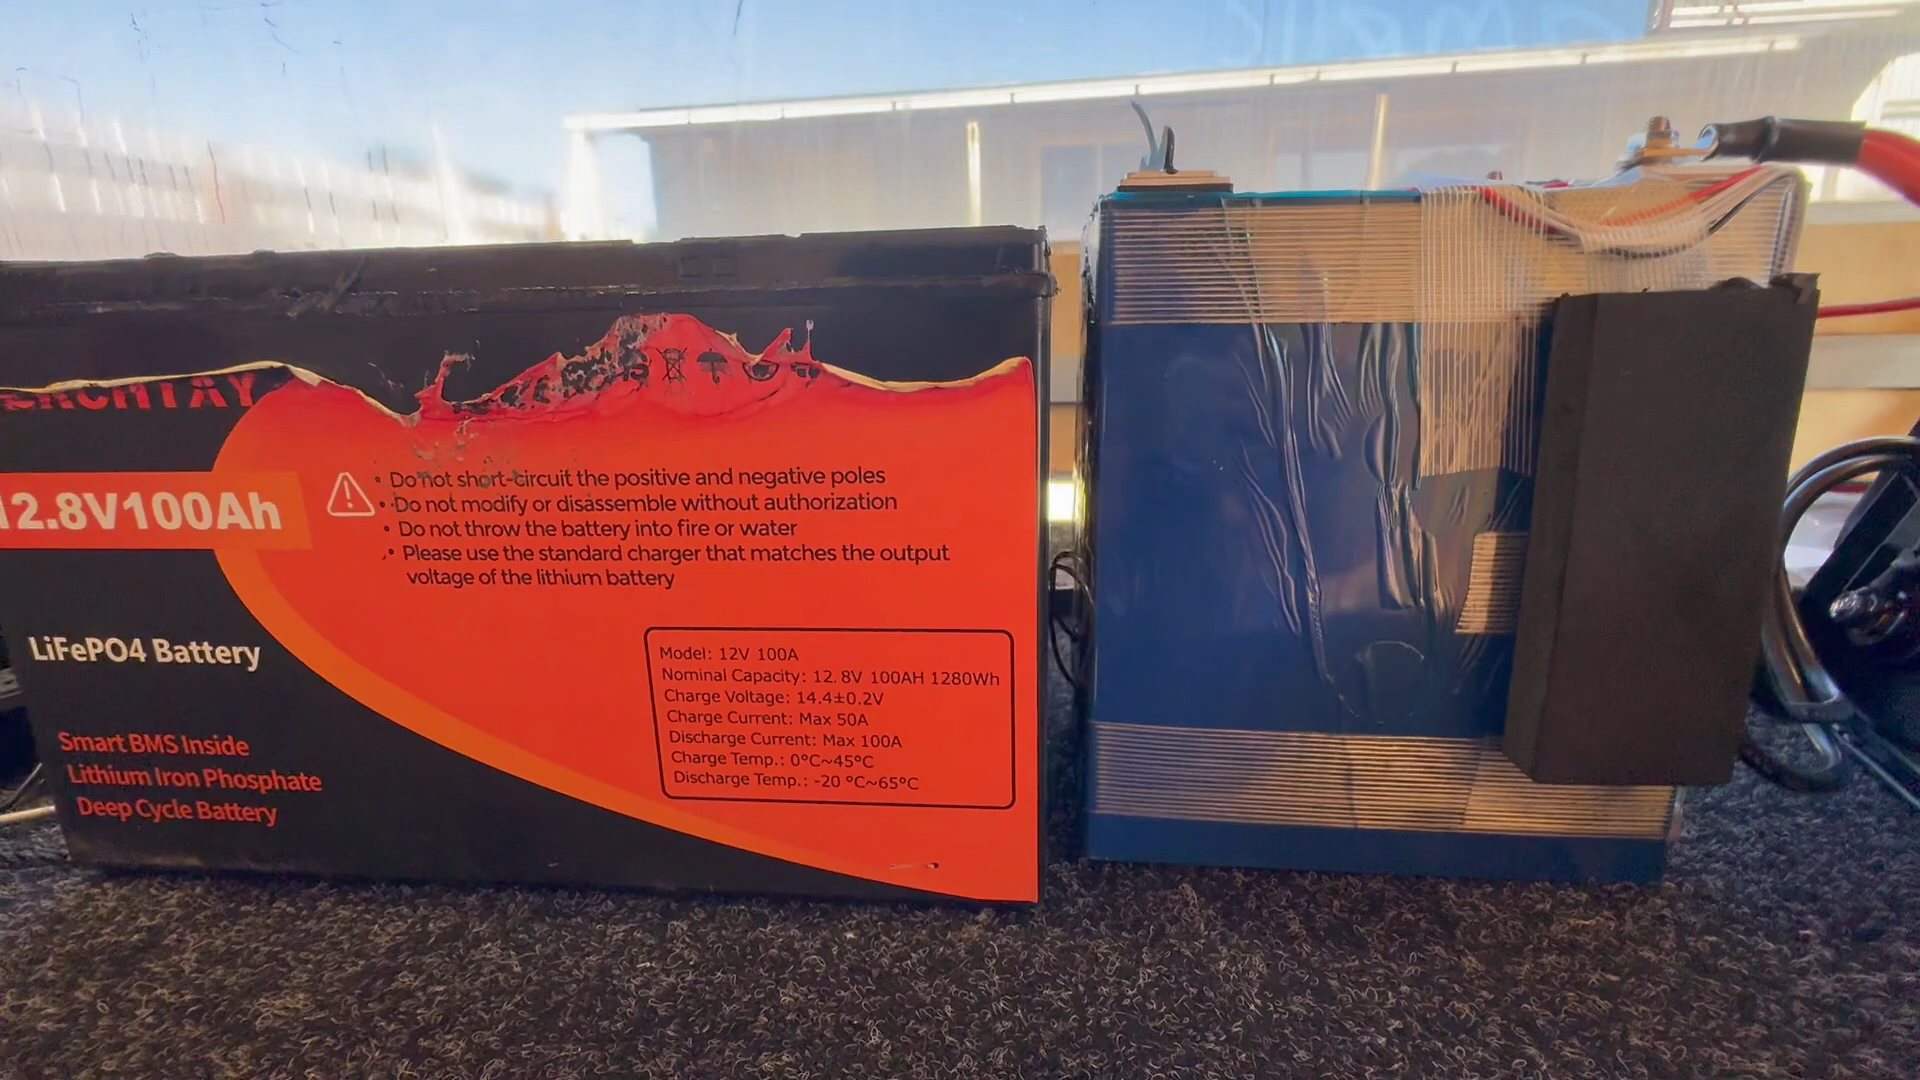 12.8V100Ah
LiFePO4 Battery
Smart BMS Inside
Lithium Iron Phosphate
Deep Cycle Battery
RoHS
• Do not short-circuit the positive and negative poles
• Do not modify or disassemble without authorization
• Do not throw the battery into fire or water
• Please use the standard charger that matches the output
voltage of the lithium battery
Model: 12V 100A
Nominal Capacity: 12.8V 100AH 1280Wh
Charge Voltage: 14.4±0.2V
Charge Current: Max 50A
Discharge Current: Max 100A
Charge Temp.: 0°C~45°C
Discharge Temp.: -20 °C~65°C